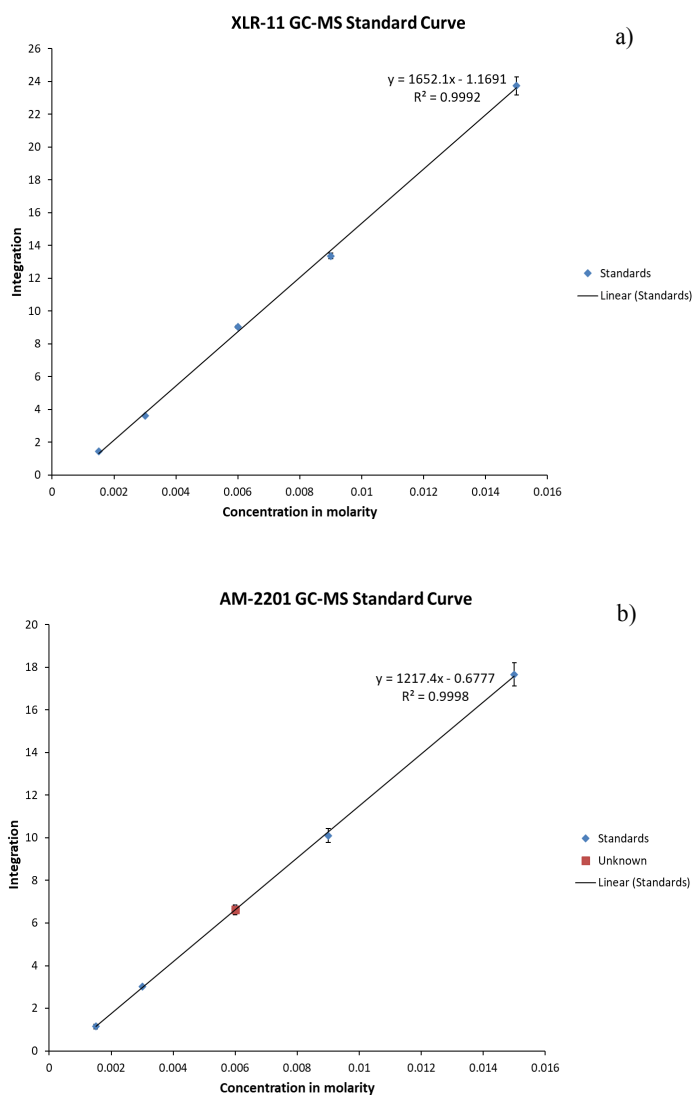 XLR-11 GC-MS Standard Curve
a)
26
24
22
20
18
16
14
12
10
8
6
4
2
0
Integration
y = 1652.1x - 1.1691
R² = 0.9992
Standards
Linear (Standards)
0 0.002 0.004 0.006 0.008 0.01 0.012 0.014 0.016
Concentration in molarity
AM-2201 GC-MS Standard Curve
b)
20
18
16
14
12
10
8
6
4
2
0
Integration
y = 1217.4x - 0.6777
R² = 0.9998
Standards
Unknown
Linear (Standards)
0 0.002 0.004 0.006 0.008 0.01 0.012 0.014 0.016
Concentration in molarity